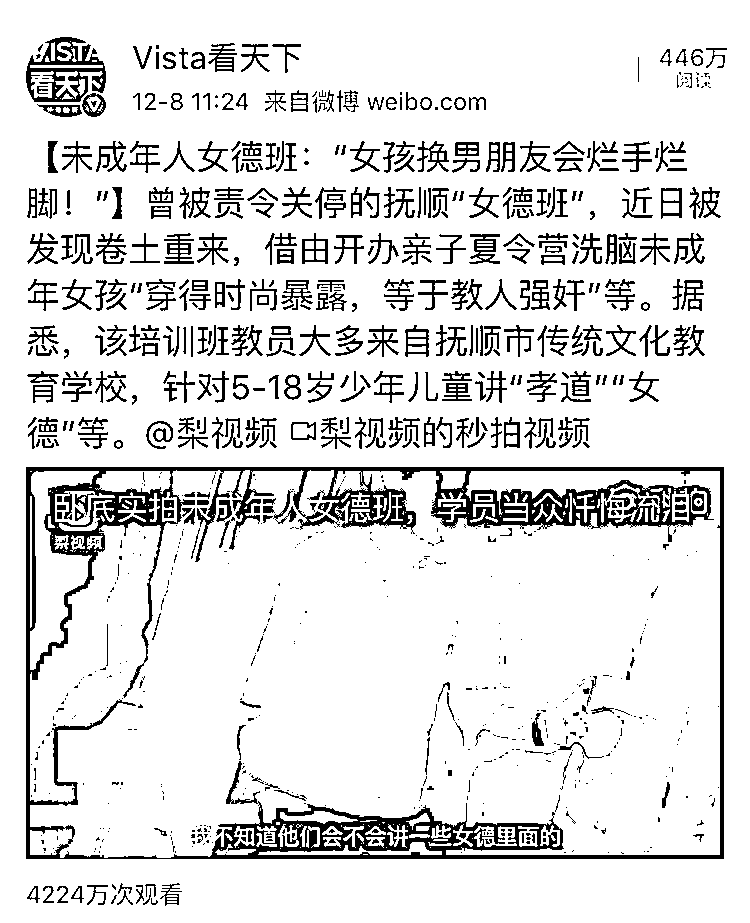 VISTA
看天下
Vista看天下
446万
阅读
12-8 11:24 来自微博 weibo.com
【未成年人女德班：“女孩换男朋友会烂手烂
脚！”】曾被责令关停的抚顺“女德班”，近日被
发现卷土重来，借由开办亲子夏令营洗脑未成
年女孩“穿得时尚暴露，等于教人强奸”等。据
悉，该培训班教员大多来自抚顺市传统文化教
育学校，针对5-18岁少年儿童讲“孝道”“女
德”等。@梨视频 梨视频的秒拍视频
卧底实拍未成年人女德班，学员当众忏悔流泪
梨视频
我不知道他们会不会讲一些女德里面的
4224万次观看